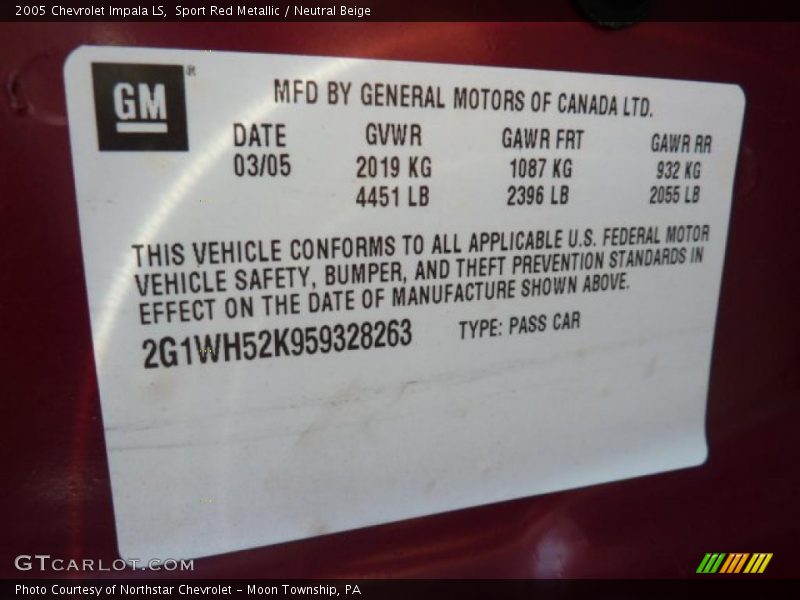 2005 Chevrolet Impala LS, Sport Red Metallic / Neutral Beige
GM®
MFD BY GENERAL MOTORS OF CANADA LTD.
DATE GVWR GAWR FRT GAWR RR
03/05 2019 KG 1087 KG 932 KG
4451 LB 2396 LB 2055 LB
THIS VEHICLE CONFORMS TO ALL APPLICABLE U.S. FEDERAL MOTOR
VEHICLE SAFETY, BUMPER, AND THEFT PREVENTION STANDARDS IN
EFFECT ON THE DATE OF MANUFACTURE SHOWN ABOVE.
2G1WH52K959328263 TYPE: PASS CAR
GTCARLOT.COM
Photo Courtesy of Northstar Chevrolet - Moon Township, PA